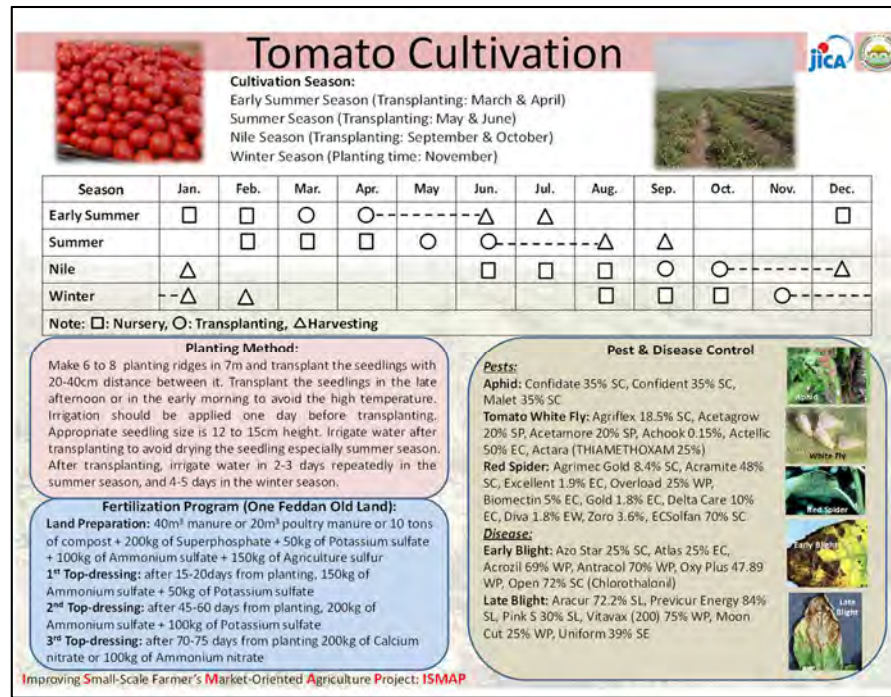 Tomato Cultivation
jICA
Cultivation Season:
Early Summer Season (Transplanting: March & April)
Summer Season (Transplanting: May & June)
Nile Season (Transplanting: September & October)
Winter Season (Planting time: November)
Season Jan. Feb. Mar. Apr. May Jun. Jul. Aug. Sep. Oct. Nov. Dec.
Early Summer □ □ ○ ○ △ △ □
Summer □ □ □ ○ ○ △ △
Nile △ □ □ □ ○ ○ △
Winter △ △ □ □ □ ○
Note: □: Nursery, ○: Transplanting, △Harvesting
Planting Method:
Make 6 to 8 planting ridges in 7m and transplant the seedlings with
20-40cm distance between it. Transplant the seedlings in the late
afternoon or in the early morning to avoid the high temperature.
Irrigation should be applied one day before transplanting.
Appropriate seedling size is 12 to 15cm height. Irrigate water after
transplanting to avoid drying the seedling especially summer season.
After transplanting, irrigate water in 2-3 days repeatedly in the
summer season, and 4-5 days in the winter season.
Fertilization Program (One Feddan Old Land):
Land Preparation: 40m³ manure or 20m³ poultry manure or 10 tons
of compost + 200kg of Superphosphate + 50kg of Potassium sulfate
+ 100kg of Ammonium sulfate + 150kg of Agriculture sulfur
1st Top-dressing: after 15-20days from planting, 150kg of
Ammonium sulfate + 50kg of Potassium sulfate
2nd Top-dressing: after 45-60 days from planting, 200kg of
Ammonium sulfate + 100kg of Potassium sulfate
3rd Top-dressing: after 70-75 days from planting 200kg of Calcium
nitrate or 100kg of Ammonium nitrate
Pest & Disease Control
Pests:
Aphid: Confidate 35% SC, Confident 35% SC,
Malet 35% SC
Tomato White Fly: Agriflex 18.5% SC, Acetagrow
20% SP, Acetamore 20% SP, Achook 0.15%, Actellic
50% EC, Actara (THIAMETHOXAM 25%)
Red Spider: Agrimec Gold 8.4% SC, Acramite 48%
SC, Excellent 1.9% EC, Overload 25% WP,
Biomectin 5% EC, Gold 1.8% EC, Delta Care 10%
EC, Diva 1.8% EW, Zoro 3.6%, ECSolfan 70% SC
Disease:
Early Blight: Azo Star 25% SC, Atlas 25% EC,
Acrozil 69% WP, Antracol 70% WP, Oxy Plus 47.89
WP, Open 72% SC (Chlorothalonil)
Late Blight: Aracur 72.2% SL, Previcur Energy 84%
SL, Pink S 30% SL, Vitavax (200) 75% WP, Moon
Cut 25% WP, Uniform 39% SE
Aphid
White Fly
Red Spider
Early Blight
Late
Blight
Improving Small-Scale Farmer's Market-Oriented Agriculture Project: ISMAP